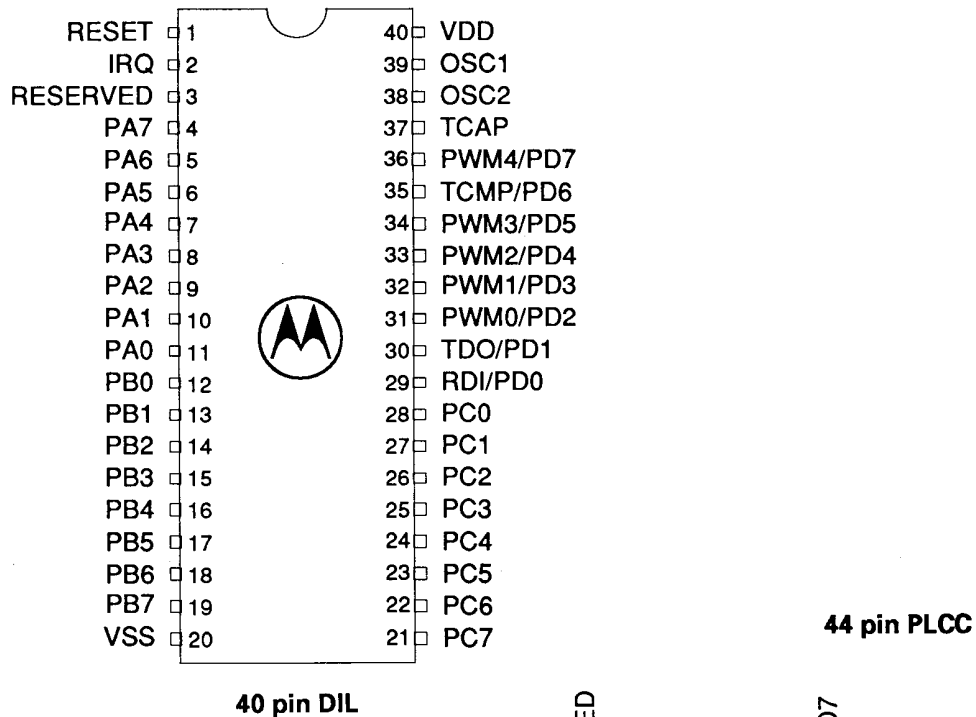 RESET 1 40 VDD
IRQ 2 39 OSC1
RESERVED 3 38 OSC2
PA7 4 37 TCAP
PA6 5 36 PWM4/PD7
PA5 6 35 TCMP/PD6
PA4 7 34 PWM3/PD5
PA3 8 33 PWM2/PD4
PA2 9 32 PWM1/PD3
PA1 10 31 PWM0/PD2
PA0 11 30 TDO/PD1
PB0 12 29 RDI/PD0
PB1 13 28 PC0
PB2 14 27 PC1
PB3 15 26 PC2
PB4 16 25 PC3
PB5 17 24 PC4
PB6 18 23 PC5
PB7 19 22 PC6
VSS 20 21 PC7
44 pin PLCC
40 pin DIL